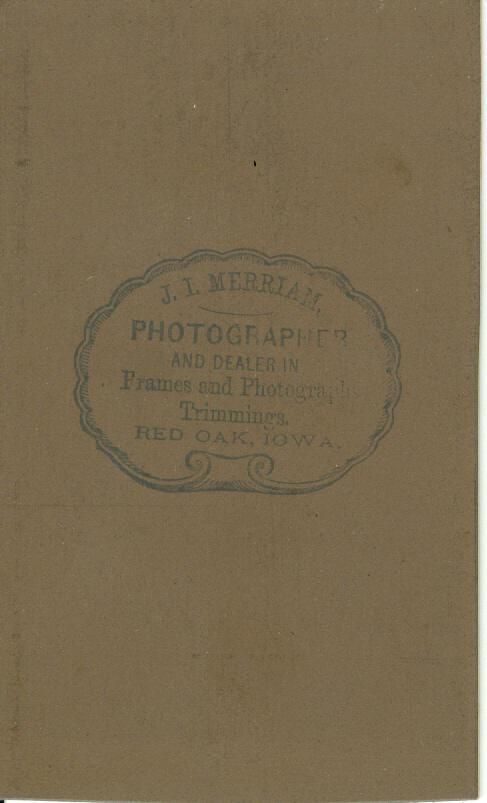 J. I. MERRIAM,
PHOTOGRAPHER
AND DEALER IN
Frames and Photograph
Trimmings.
RED OAK, IOWA.